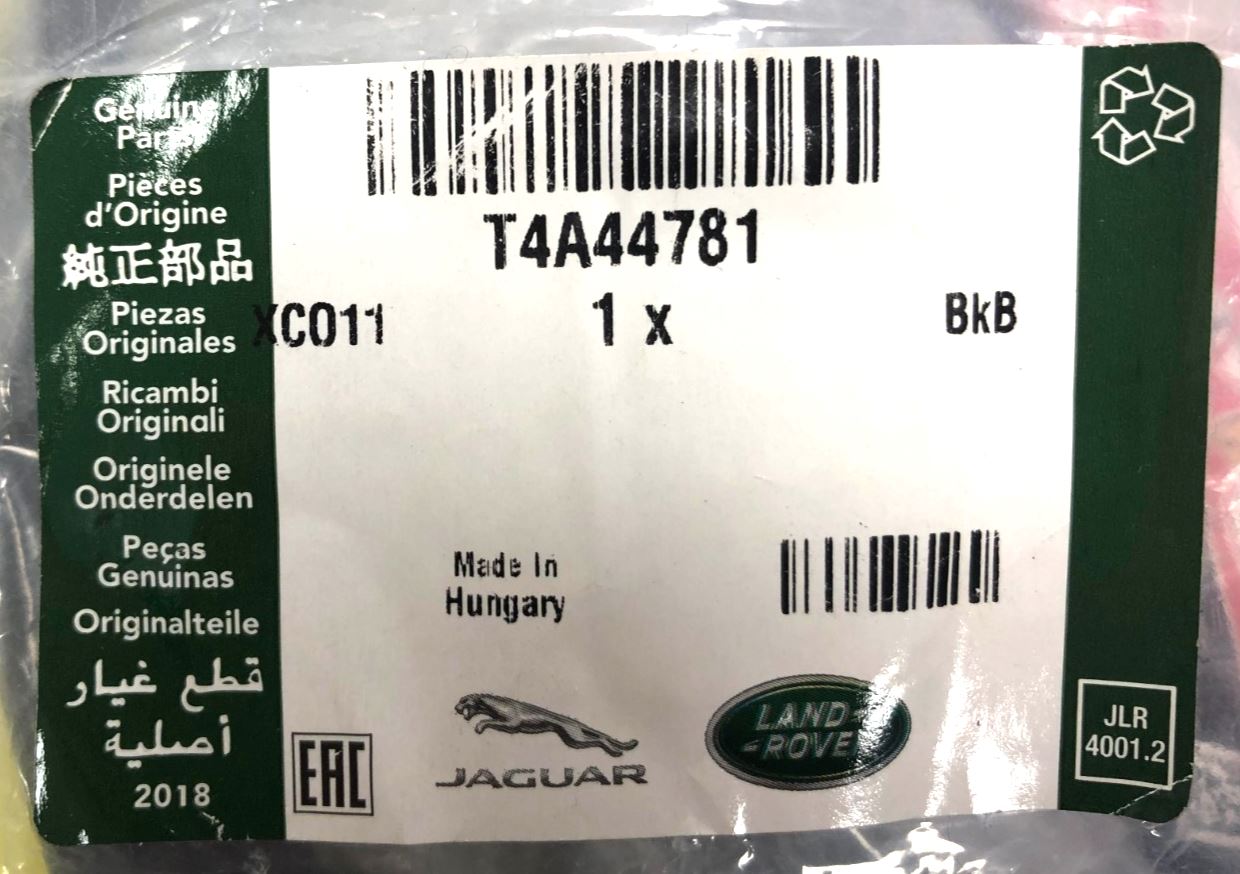 Genuine
Parts
Pièces
d'Origine
純正部品
Piezas
Originales
Ricambi
Originali
Originele
Onderdelen
Peças
Genuinas
Originalteile
قطع غيار
أصلية
2018
T4A44781
XC011 1 x BkB
Made In
Hungary
EAC
JAGUAR
LAND-
-ROVER
JLR
4001.2